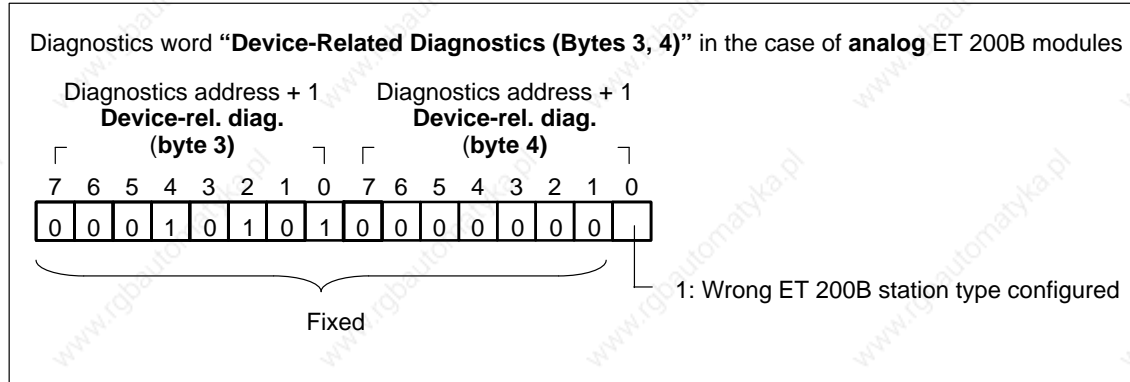 Diagnostics word “Device-Related Diagnostics (Bytes 3, 4)” in the case of analog ET 200B modules
Diagnostics address + 1 Diagnostics address + 1
Device-rel. diag. Device-rel. diag.
(byte 3) (byte 4)
7 6 5 4 3 2 1 0 7 6 5 4 3 2 1 0
0 0 0 1 0 1 0 1 0 0 0 0 0 0 0
1: Wrong ET 200B station type configured
Fixed
www.rgbautomatyka.pl